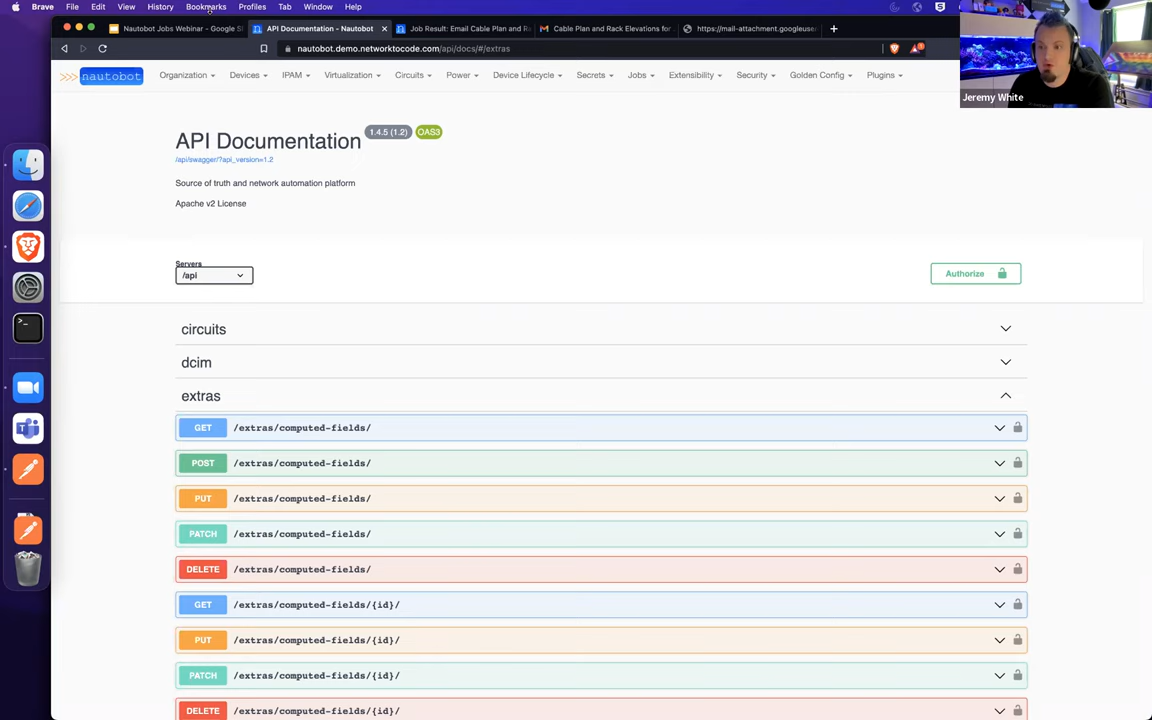 Brave File Edit View History Bookmarks Profiles Tab Window Help
Nautobot Jobs Webinar - Google Sl
API Documentation - Nautobot
Job Result: Email Cable Plan and R
Cable Plan and Rack Elevations for
https://mail-attachment.googleuse
nautobot.demo.networktocode.com/api/docs/#/extras
Jeremy White
nautobot
Organization Devices IPAM Virtualization Circuits Power Device Lifecycle Secrets Jobs Extensibility Security Golden Config Plugins
API Documentation 1.4.5 (1.2) OAS3
/api/swagger/?api_version=1.2
Source of truth and network automation platform
Apache v2 License
Servers
/api
Authorize
circuits
dcim
extras
GET /extras/computed-fields/
POST /extras/computed-fields/
PUT /extras/computed-fields/
PATCH /extras/computed-fields/
DELETE /extras/computed-fields/
GET /extras/computed-fields/{id}/
PUT /extras/computed-fields/{id}/
PATCH /extras/computed-fields/{id}/
DELETE /extras/computed-fields/{id}/